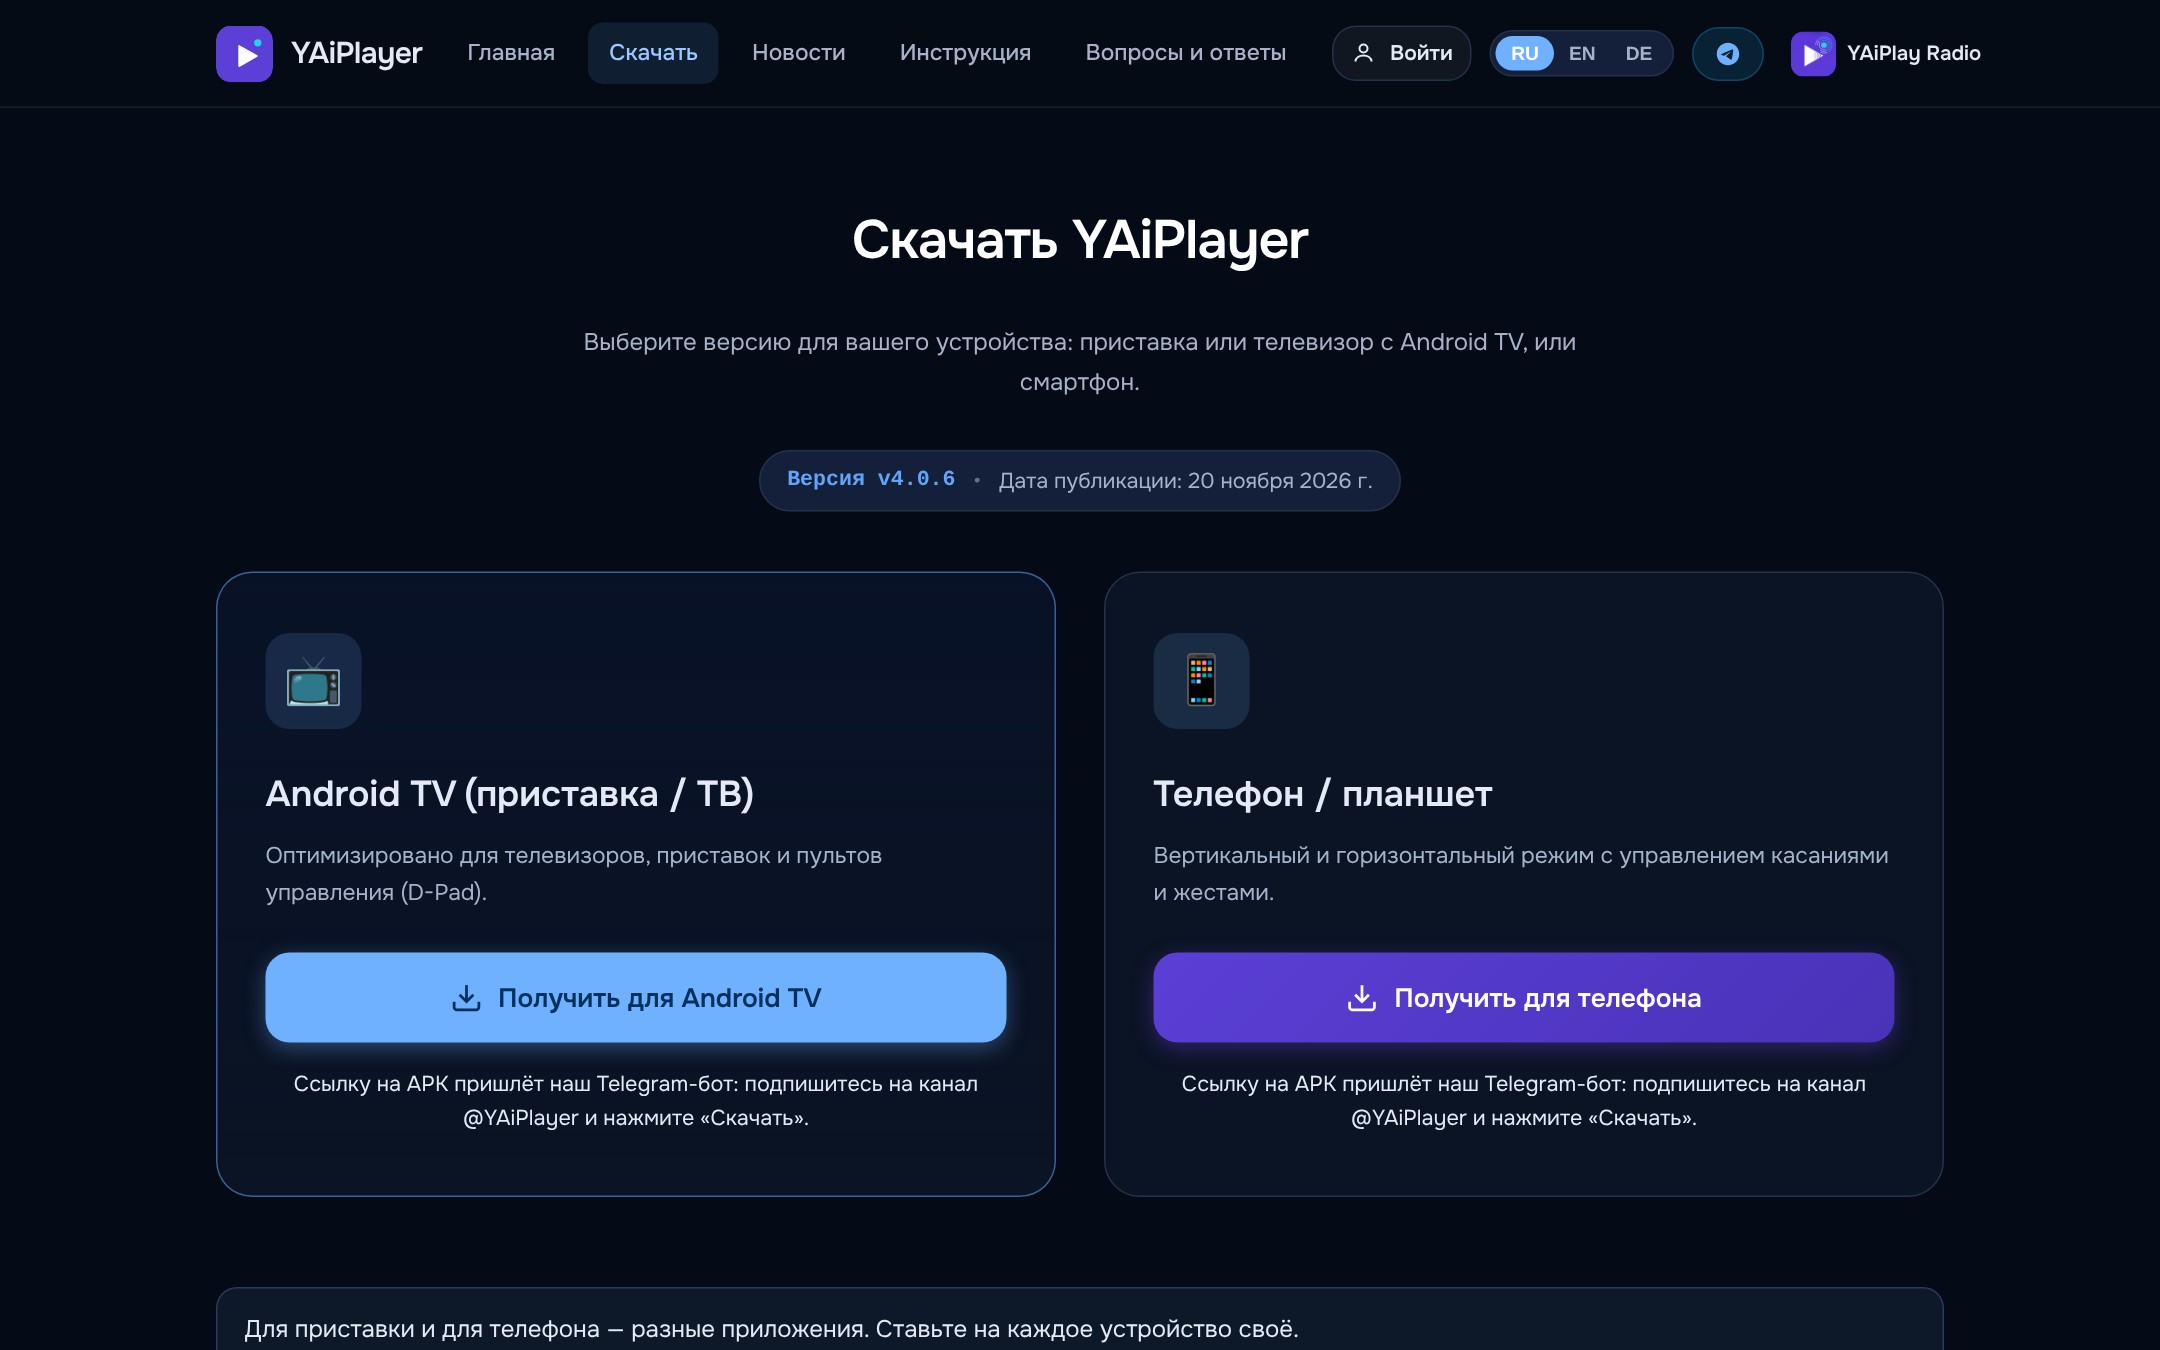 YAiPlayer
Главная
Скачать
Новости
Инструкция
Вопросы и ответы
Войти
RU EN DE
YAiPlay Radio
Скачать YAiPlayer
Выберите версию для вашего устройства: приставка или телевизор с Android TV, или
смартфон.
Версия v4.0.6 • Дата публикации: 20 ноября 2026 г.
Android TV (приставка / ТВ)
Оптимизировано для телевизоров, приставок и пультов
управления (D-Pad).
Получить для Android TV
Ссылку на APK пришлёт наш Telegram-бот: подпишитесь на канал
@YAiPlayer и нажмите «Скачать».
Телефон / планшет
Вертикальный и горизонтальный режим с управлением касаниями
и жестами.
Получить для телефона
Ссылку на APK пришлёт наш Telegram-бот: подпишитесь на канал
@YAiPlayer и нажмите «Скачать».
Для приставки и для телефона — разные приложения. Ставьте на каждое устройство своё.